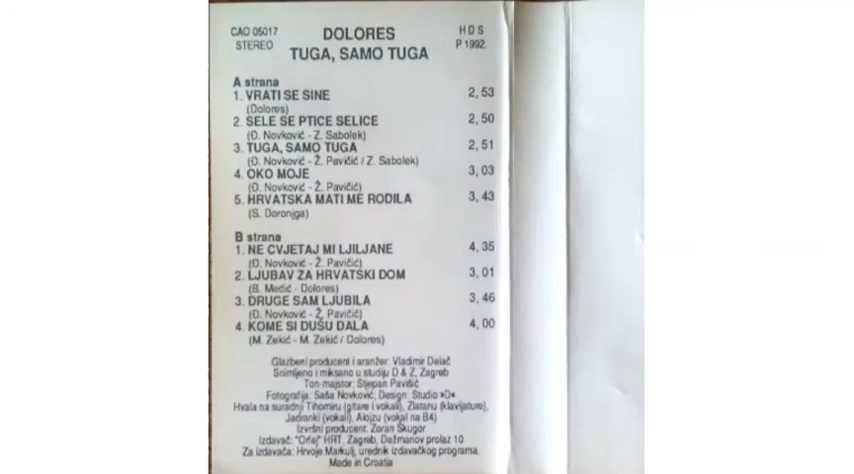 CAO 05017 DOLORES H D S
STEREO TUGA, SAMO TUGA P 1992.
A strana
1. VRATI SE SINE 2, 53
(Dolores)
2. SELE SE PTICE SELICE 2, 50
(Đ. Novković - Z. Sabolek)
3. TUGA, SAMO TUGA 2, 51
(Đ. Novković - Ž. Pavičić / Z. Sabolek)
4. OKO MOJE 3, 03
(Đ. Novković - Ž. Pavičić)
5. HRVATSKA MATI ME RODILA 3, 43
(S. Doronjga)
B strana
1. NE CVJETAJ MI LJILJANE 4, 35
(Đ. Novković - Ž. Pavičić)
2. LJUBAV ZA HRVATSKI DOM 3, 01
(B. Medić - Dolores)
3. DRUGE SAM LJUBILA 3, 46
(Đ. Novković - Ž. Pavičić)
4. KOME SI DUŠU DALA 4, 00
(M. Zekić - M. Zekić / Dolores)
Glazbeni producent i aranžer: Vladimir Delač
Snimljeno i miksano u studiju D & Z, Zagreb
Ton-majstor: Stjepan Pavišić
Fotografija: Saša Novković, Design: Studio »D«
Hvala na suradnji Tihomiru (gitare i vokali), Zlatanu (klavijature),
Jadranki (vokali), Alojzu (vokal na B4)
Izvršni producent: Zoran Škugor
Izdavač: "Orfej" HRT, Zagreb, Dežmanov prolaz 10
Za izdavača: Hrvoje Markulj, urednik izdavačkog programa.
Made in Croatia